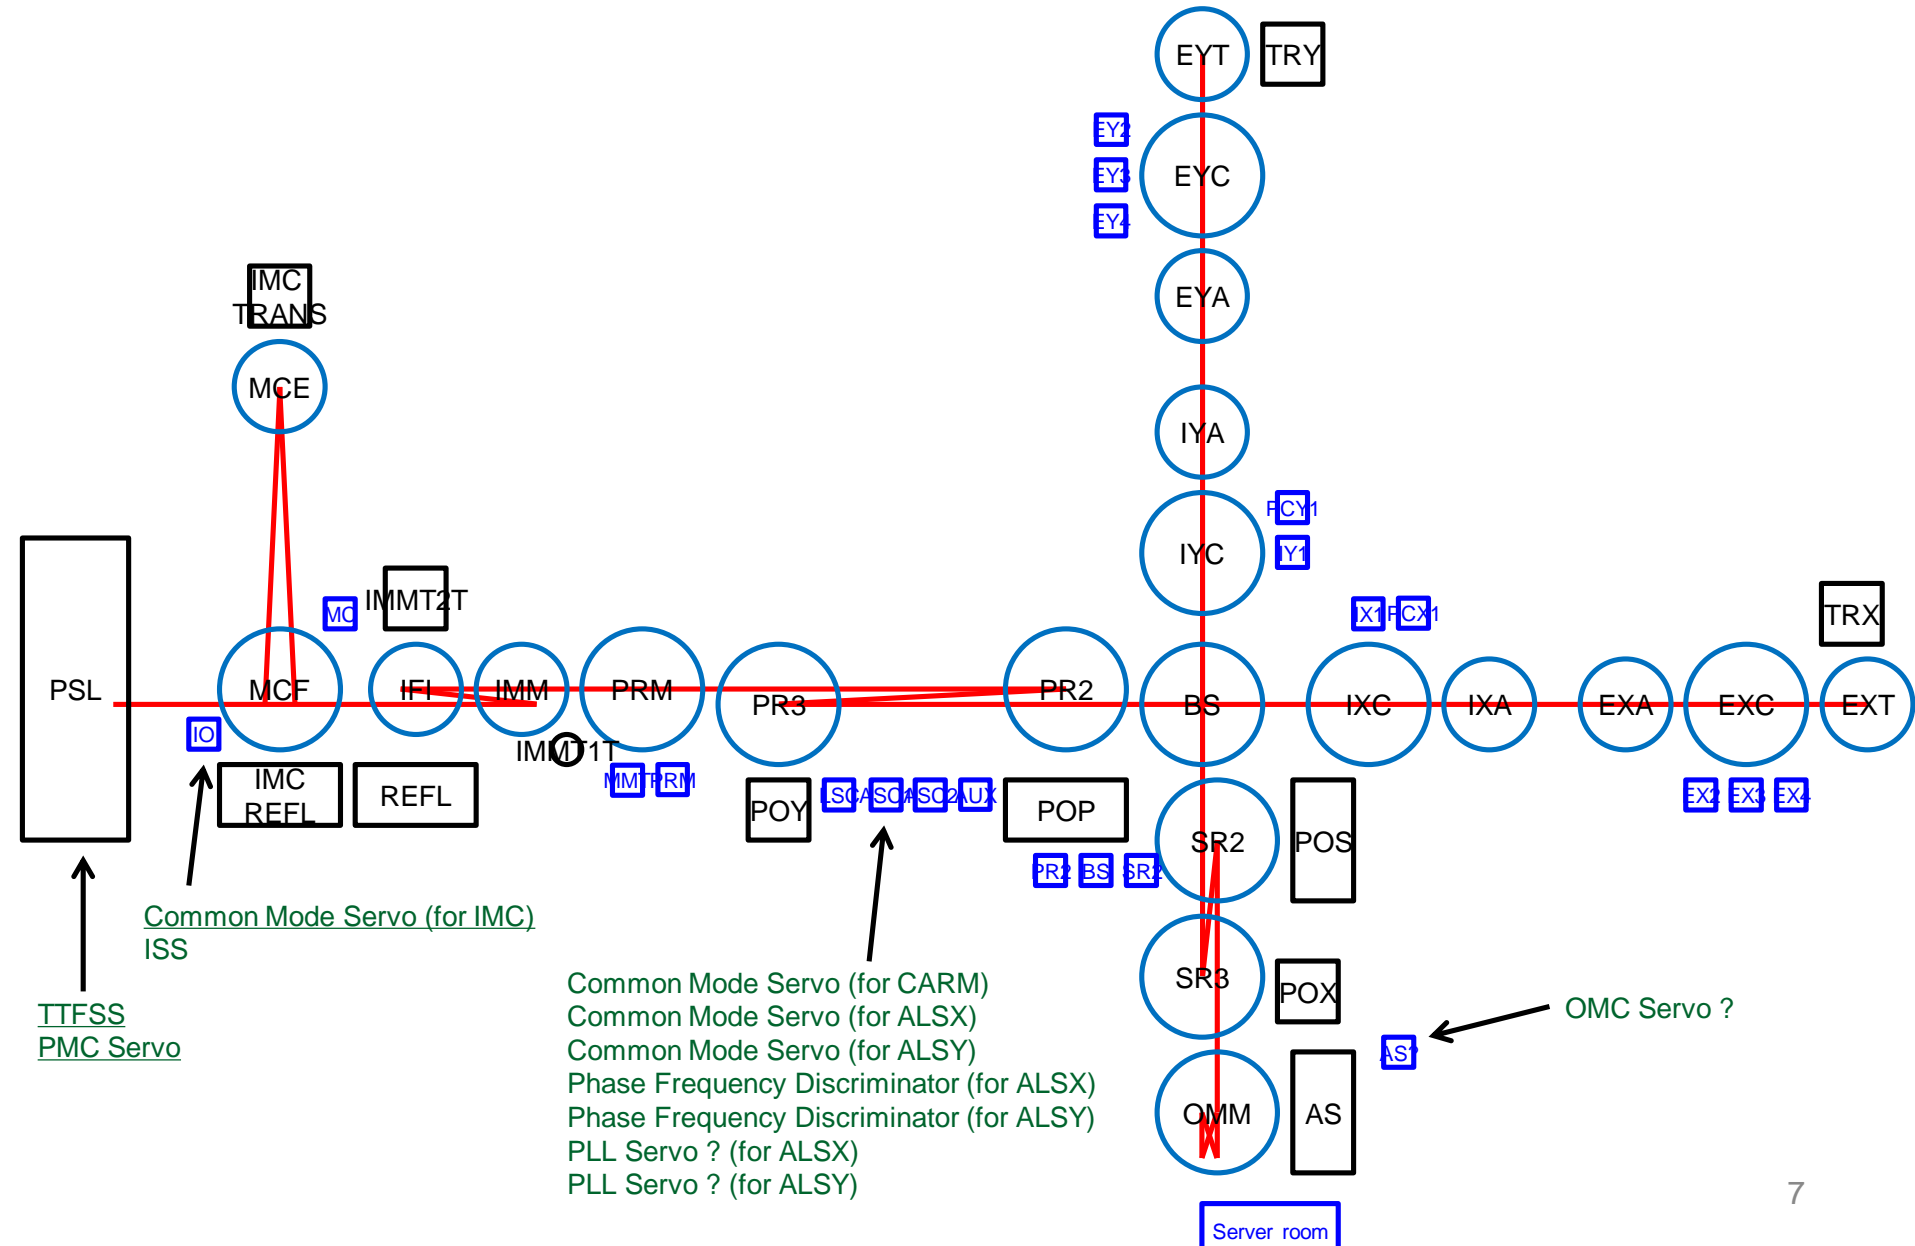 EYT
TRY
EY2
EY3
EYC
EY4
IMC
TRANS
EYA
MCE
IYA
PCY1
IYC
IY1
PSL
MC
IMMT2T
IX1
PCX1
TRX
MCF
IFI
IMM
PRM
PR3
PR2
BS
IXC
IXA
EXA
EXC
EXT
IO
IMMT1T
IMC
REFL
REFL
MMT
PRM
POY
LSC
ASC1
ASC2
AUX
POP
SR2
POS
EX2
EX3
EX4
PR2
BS
SR2
Common Mode Servo (for IMC)
ISS
TTFSS
PMC Servo
Common Mode Servo (for CARM)
Common Mode Servo (for ALSX)
Common Mode Servo (for ALSY)
Phase Frequency Discriminator (for ALSX)
Phase Frequency Discriminator (for ALSY)
PLL Servo ? (for ALSX)
PLL Servo ? (for ALSY)
SR3
POX
OMC Servo ?
AS?
OMM
AS
7
Server room